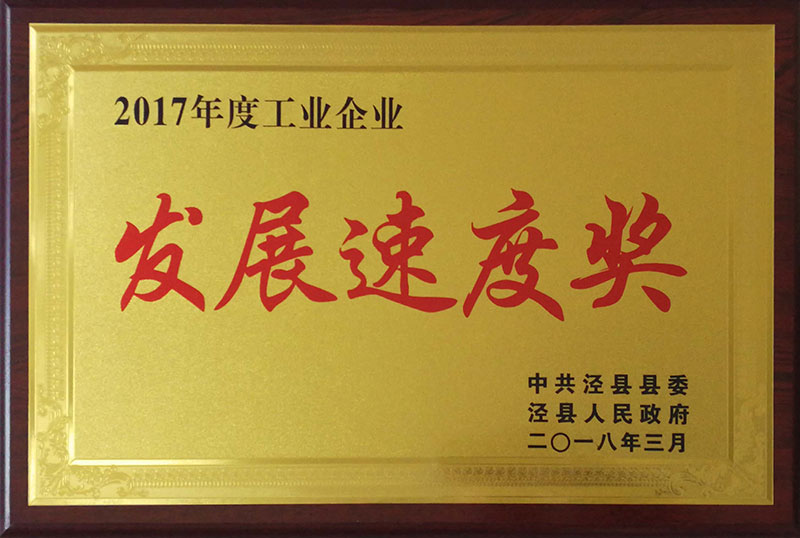 2017年度工业企业
发展速度奖
中共泾县县委
泾县人民政府
二〇一八年三月